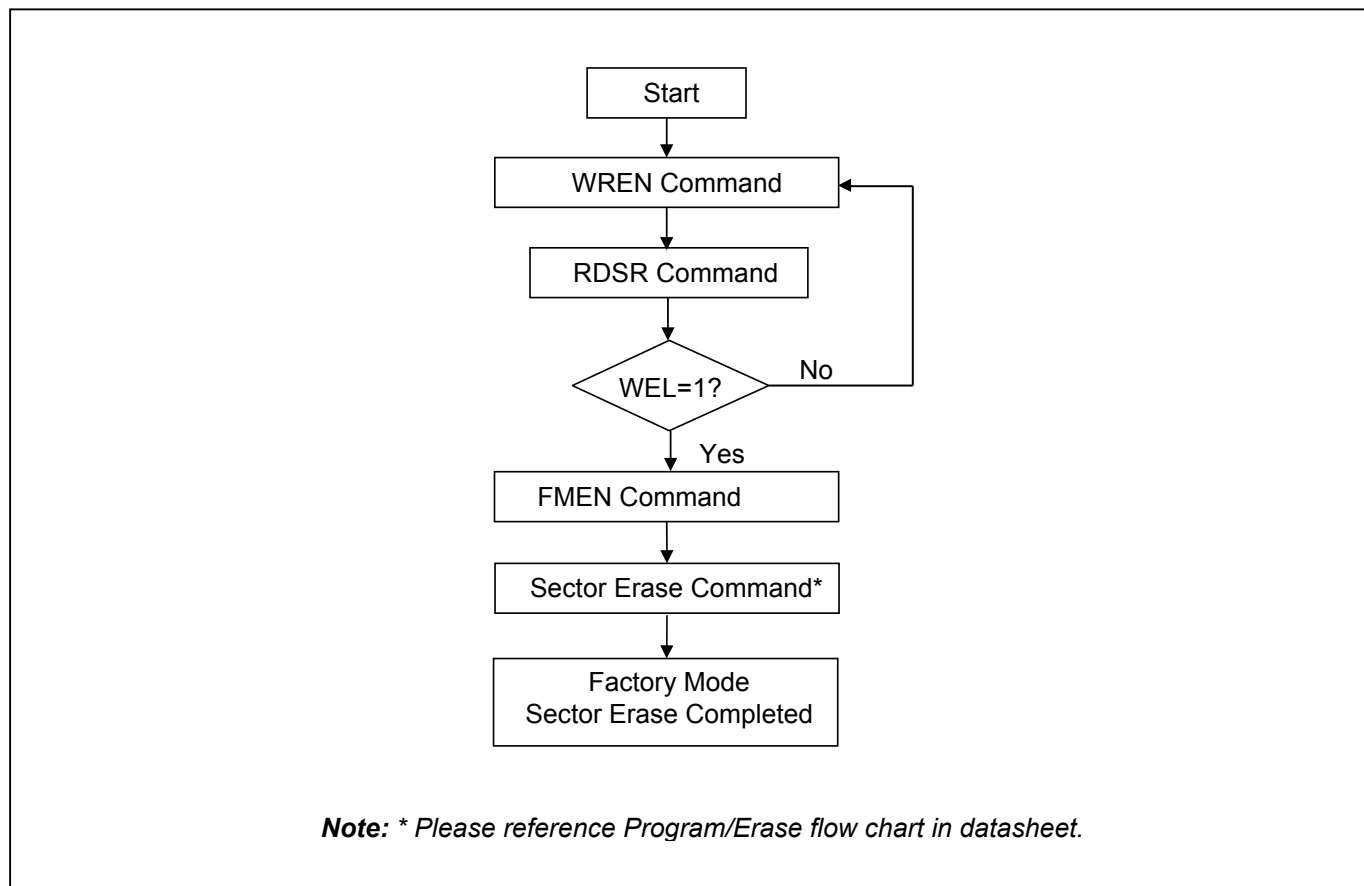 Start
WREN Command
RDSR Command
WEL=1?
No
Yes
FMEN Command
Sector Erase Command*
Factory Mode
Sector Erase Completed
Note: * Please reference Program/Erase flow chart in datasheet.